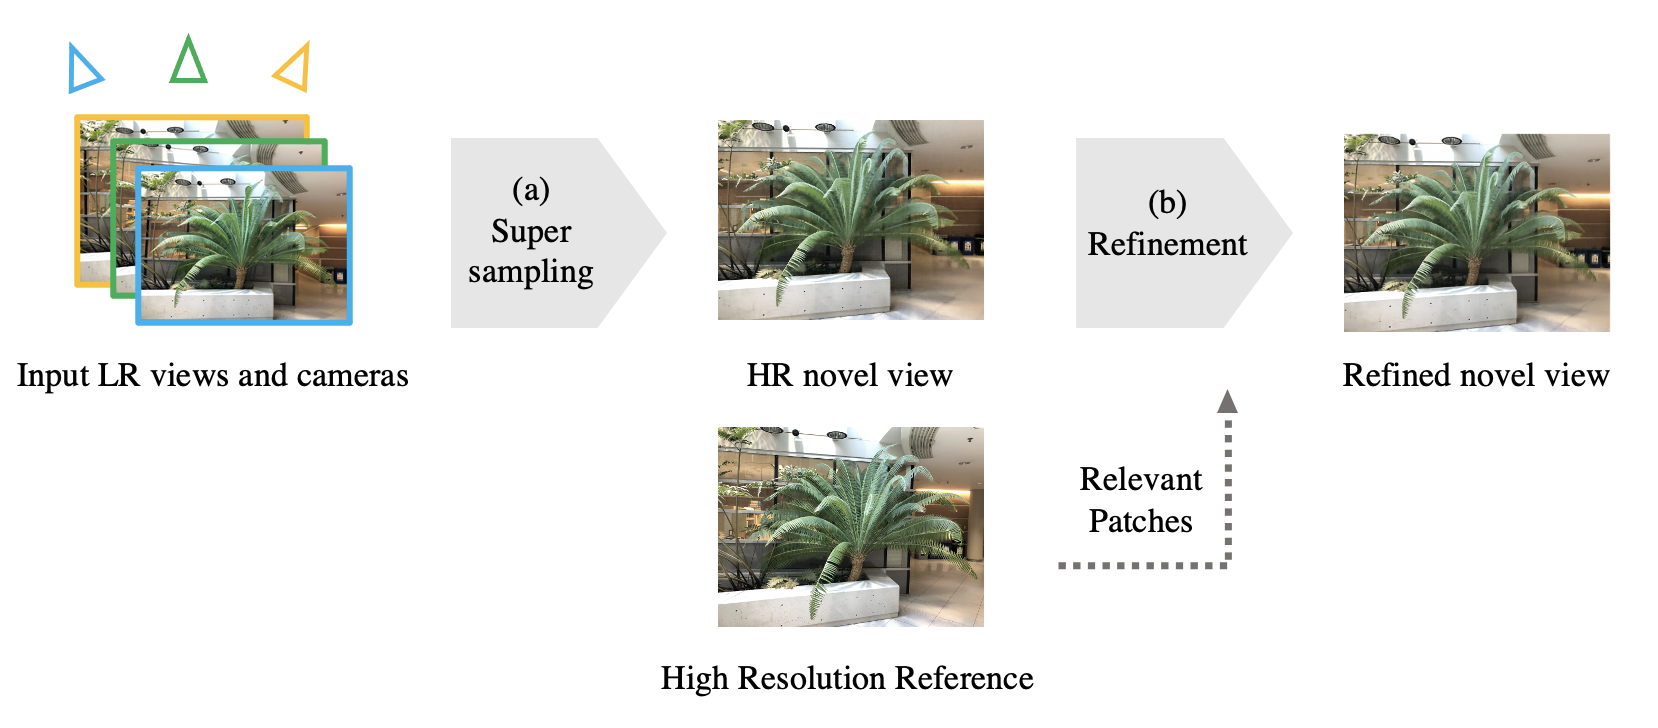 (a)
Super
sampling
(b)
Refinement
Input LR views and cameras
HR novel view
Refined novel view
Relevant
Patches
High Resolution Reference